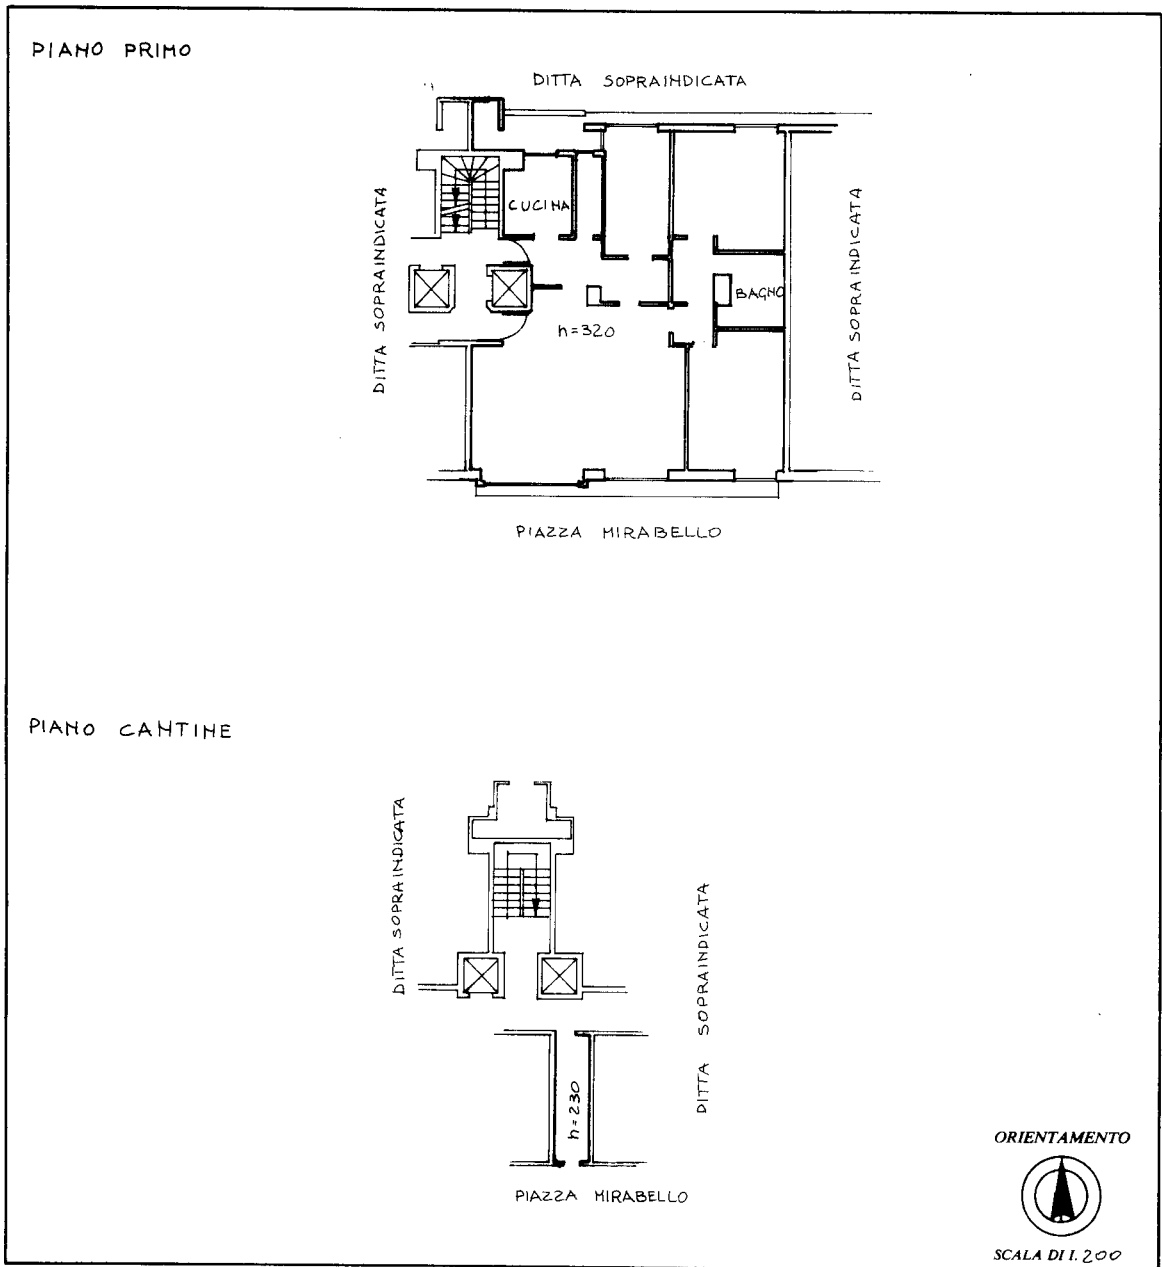 PIANO PRIMO
DITTA SOPRAINDICATA
DITTA SOPRAINDICATA
CUCINA
BAGNO
DITTA SOPRAINDICATA
h=320
PIAZZA MIRABELLO
PIANO CANTINE
DITTA SOPRAINDICATA
DITTA SOPRAINDICATA
h=230
PIAZZA MIRABELLO
ORIENTAMENTO
SCALA DI 1. 200